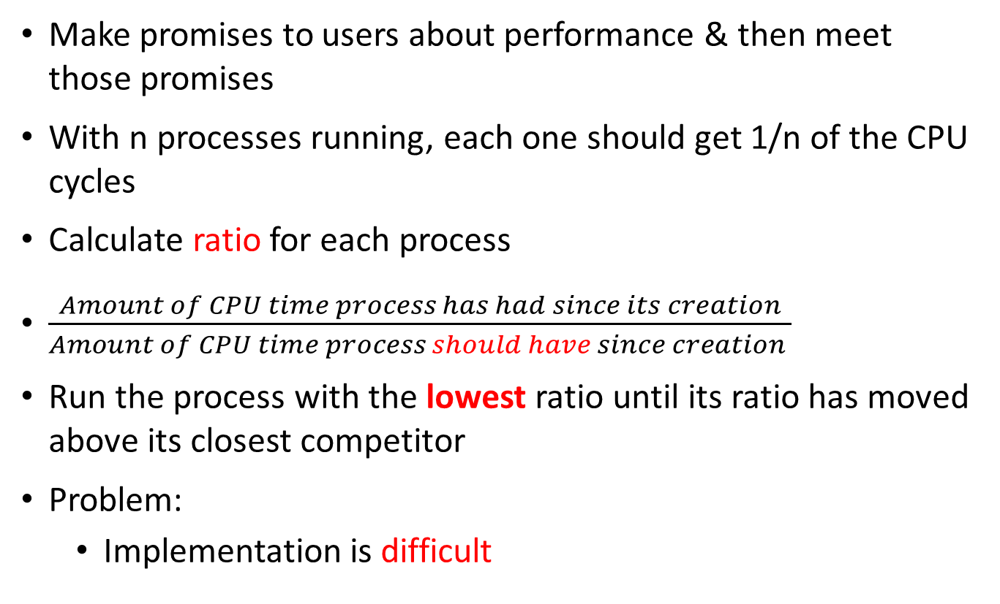 • Make promises to users about performance & then meet
those promises
• With n processes running, each one should get 1/n of the CPU
cycles
• Calculate ratio for each process
• Amount of CPU time process has had since its creation
Amount of CPU time process should have since creation
• Run the process with the lowest ratio until its ratio has moved
above its closest competitor
• Problem:
• Implementation is difficult